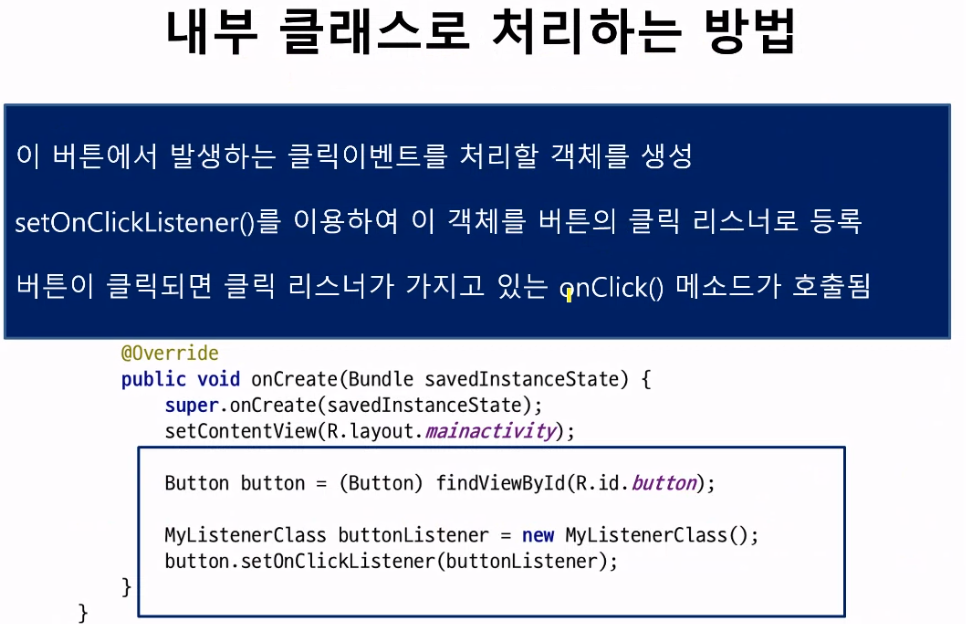 내부 클래스로 처리하는 방법
이 버튼에서 발생하는 클릭이벤트를 처리할 객체를 생성
setOnClickListener()를 이용하여 이 객체를 버튼의 클릭 리스너로 등록
버튼이 클릭되면 클릭 리스너가 가지고 있는 onClick() 메소드가 호출됨
@Override
public void onCreate(Bundle savedInstanceState) {
super.onCreate(savedInstanceState);
setContentView(R.layout.mainactivity);
Button button = (Button) findViewById(R.id.button);
MyListenerClass buttonListener = new MyListenerClass();
button.setOnClickListener(buttonListener);
}
}